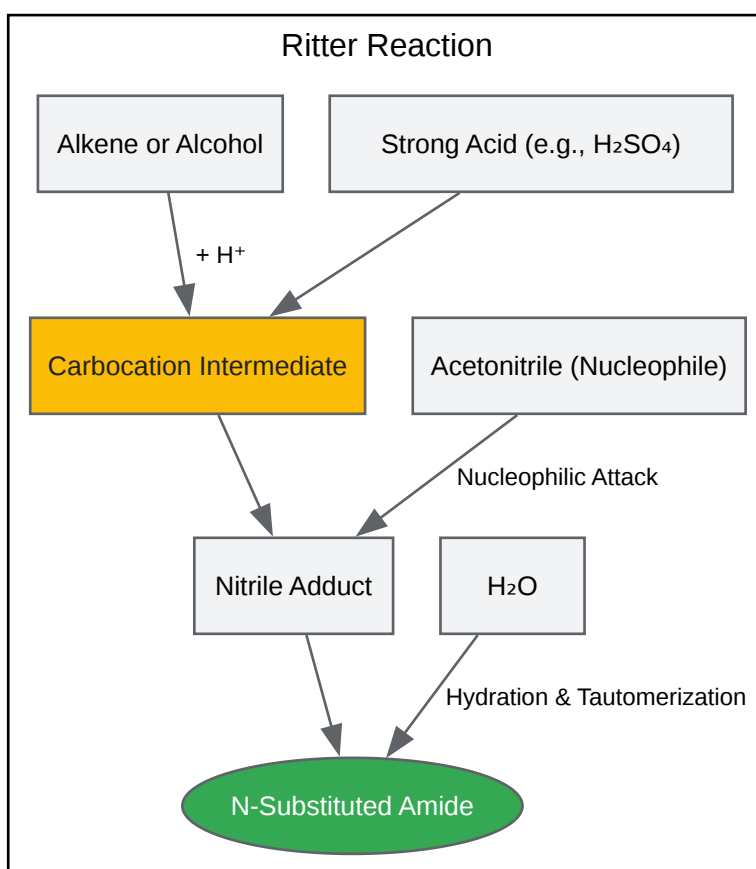 Ritter Reaction
Alkene or Alcohol
Strong Acid (e.g., H₂SO₄)
+ H⁺
Carbocation Intermediate
Acetonitrile (Nucleophile)
Nucleophilic Attack
Nitrile Adduct
H₂O
Hydration & Tautomerization
N-Substituted Amide